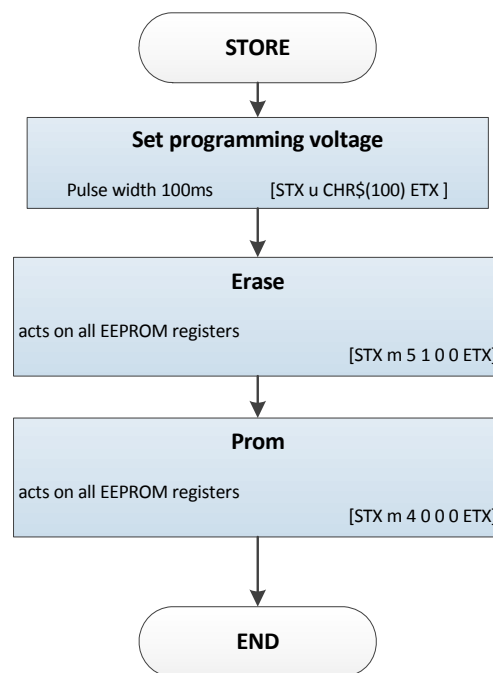 STORE
Set programming voltage
Pulse width 100ms [STX u CHR$(100) ETX ]
Erase
acts on all EEPROM registers
[STX m 5 1 0 0 ETX]
Prom
acts on all EEPROM registers
[STX m 4 0 0 0 ETX]
END